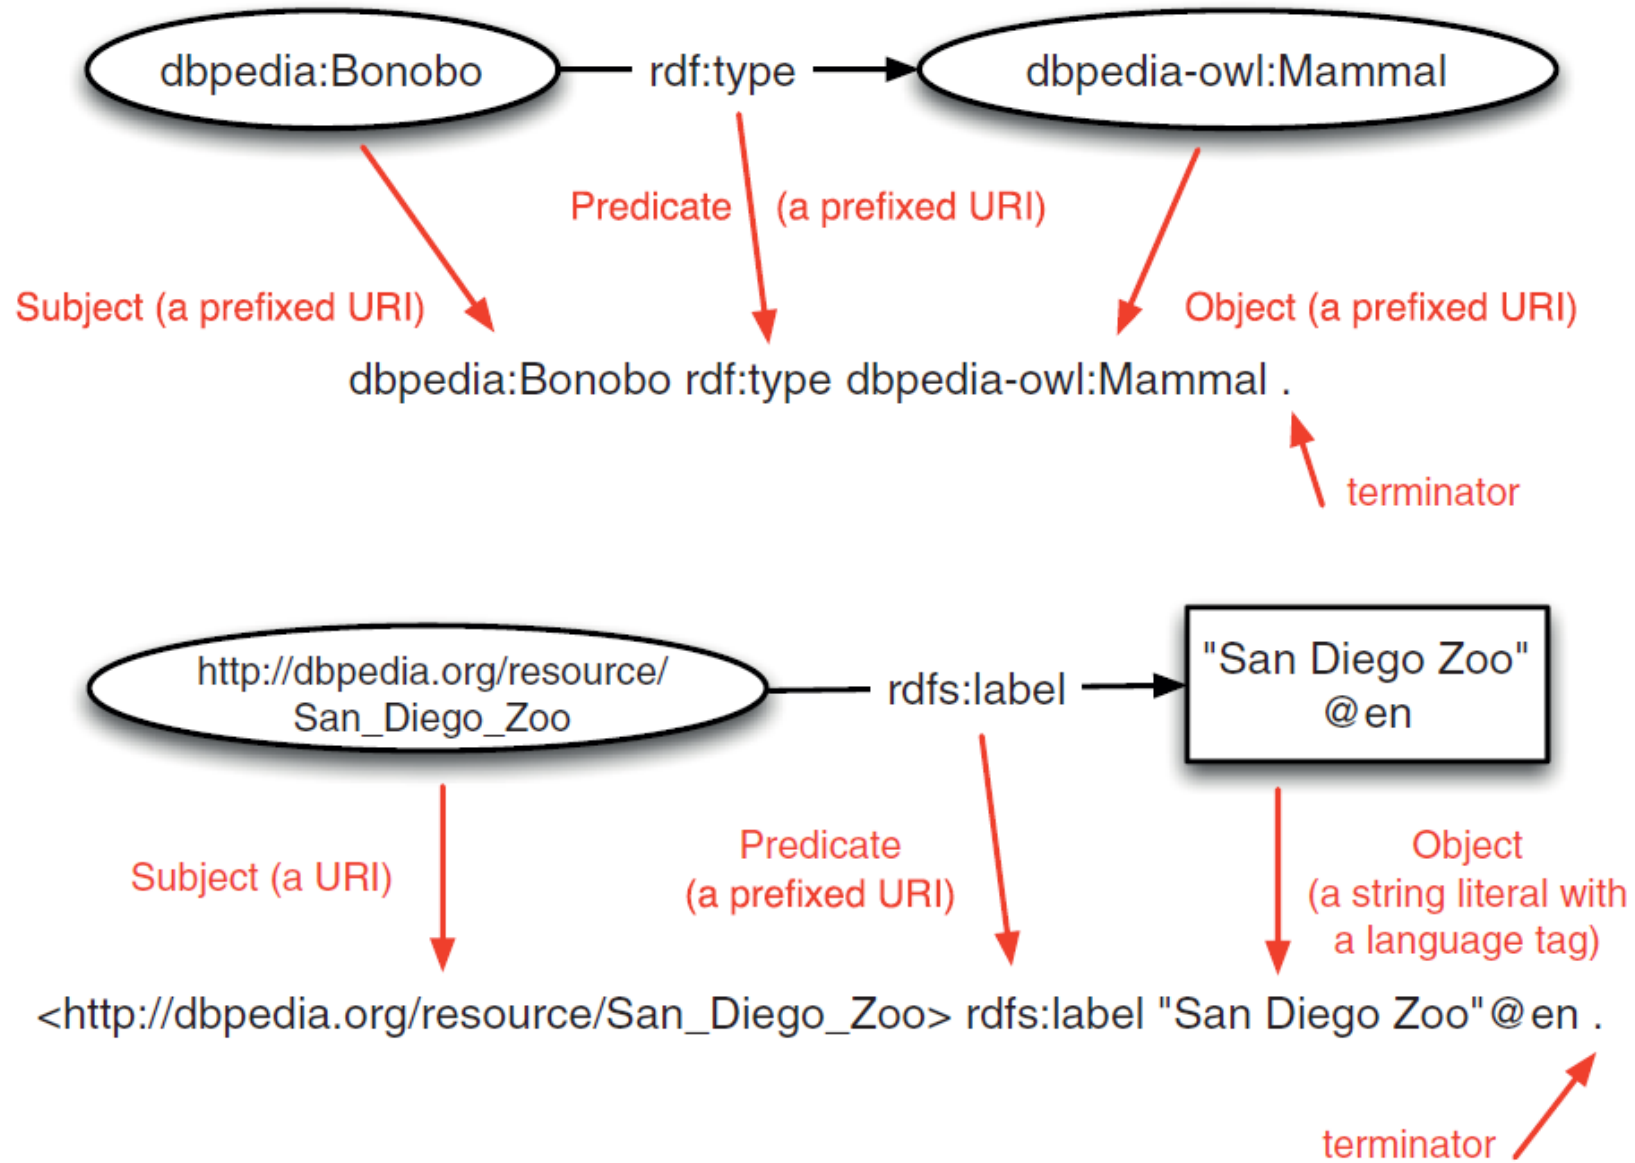 dbpedia:Bonobo rdf:type dbpedia-owl:Mammal
Predicate (a prefixed URI)
Subject (a prefixed URI)
Object (a prefixed URI)
dbpedia:Bonobo rdf:type dbpedia-owl:Mammal .
terminator
http://dbpedia.org/resource/
San_Diego_Zoo
rdfs:label
"San Diego Zoo"
@en
Subject (a URI)
Predicate
(a prefixed URI)
Object
(a string literal with
a language tag)
<http://dbpedia.org/resource/San_Diego_Zoo> rdfs:label "San Diego Zoo"@en .
terminator